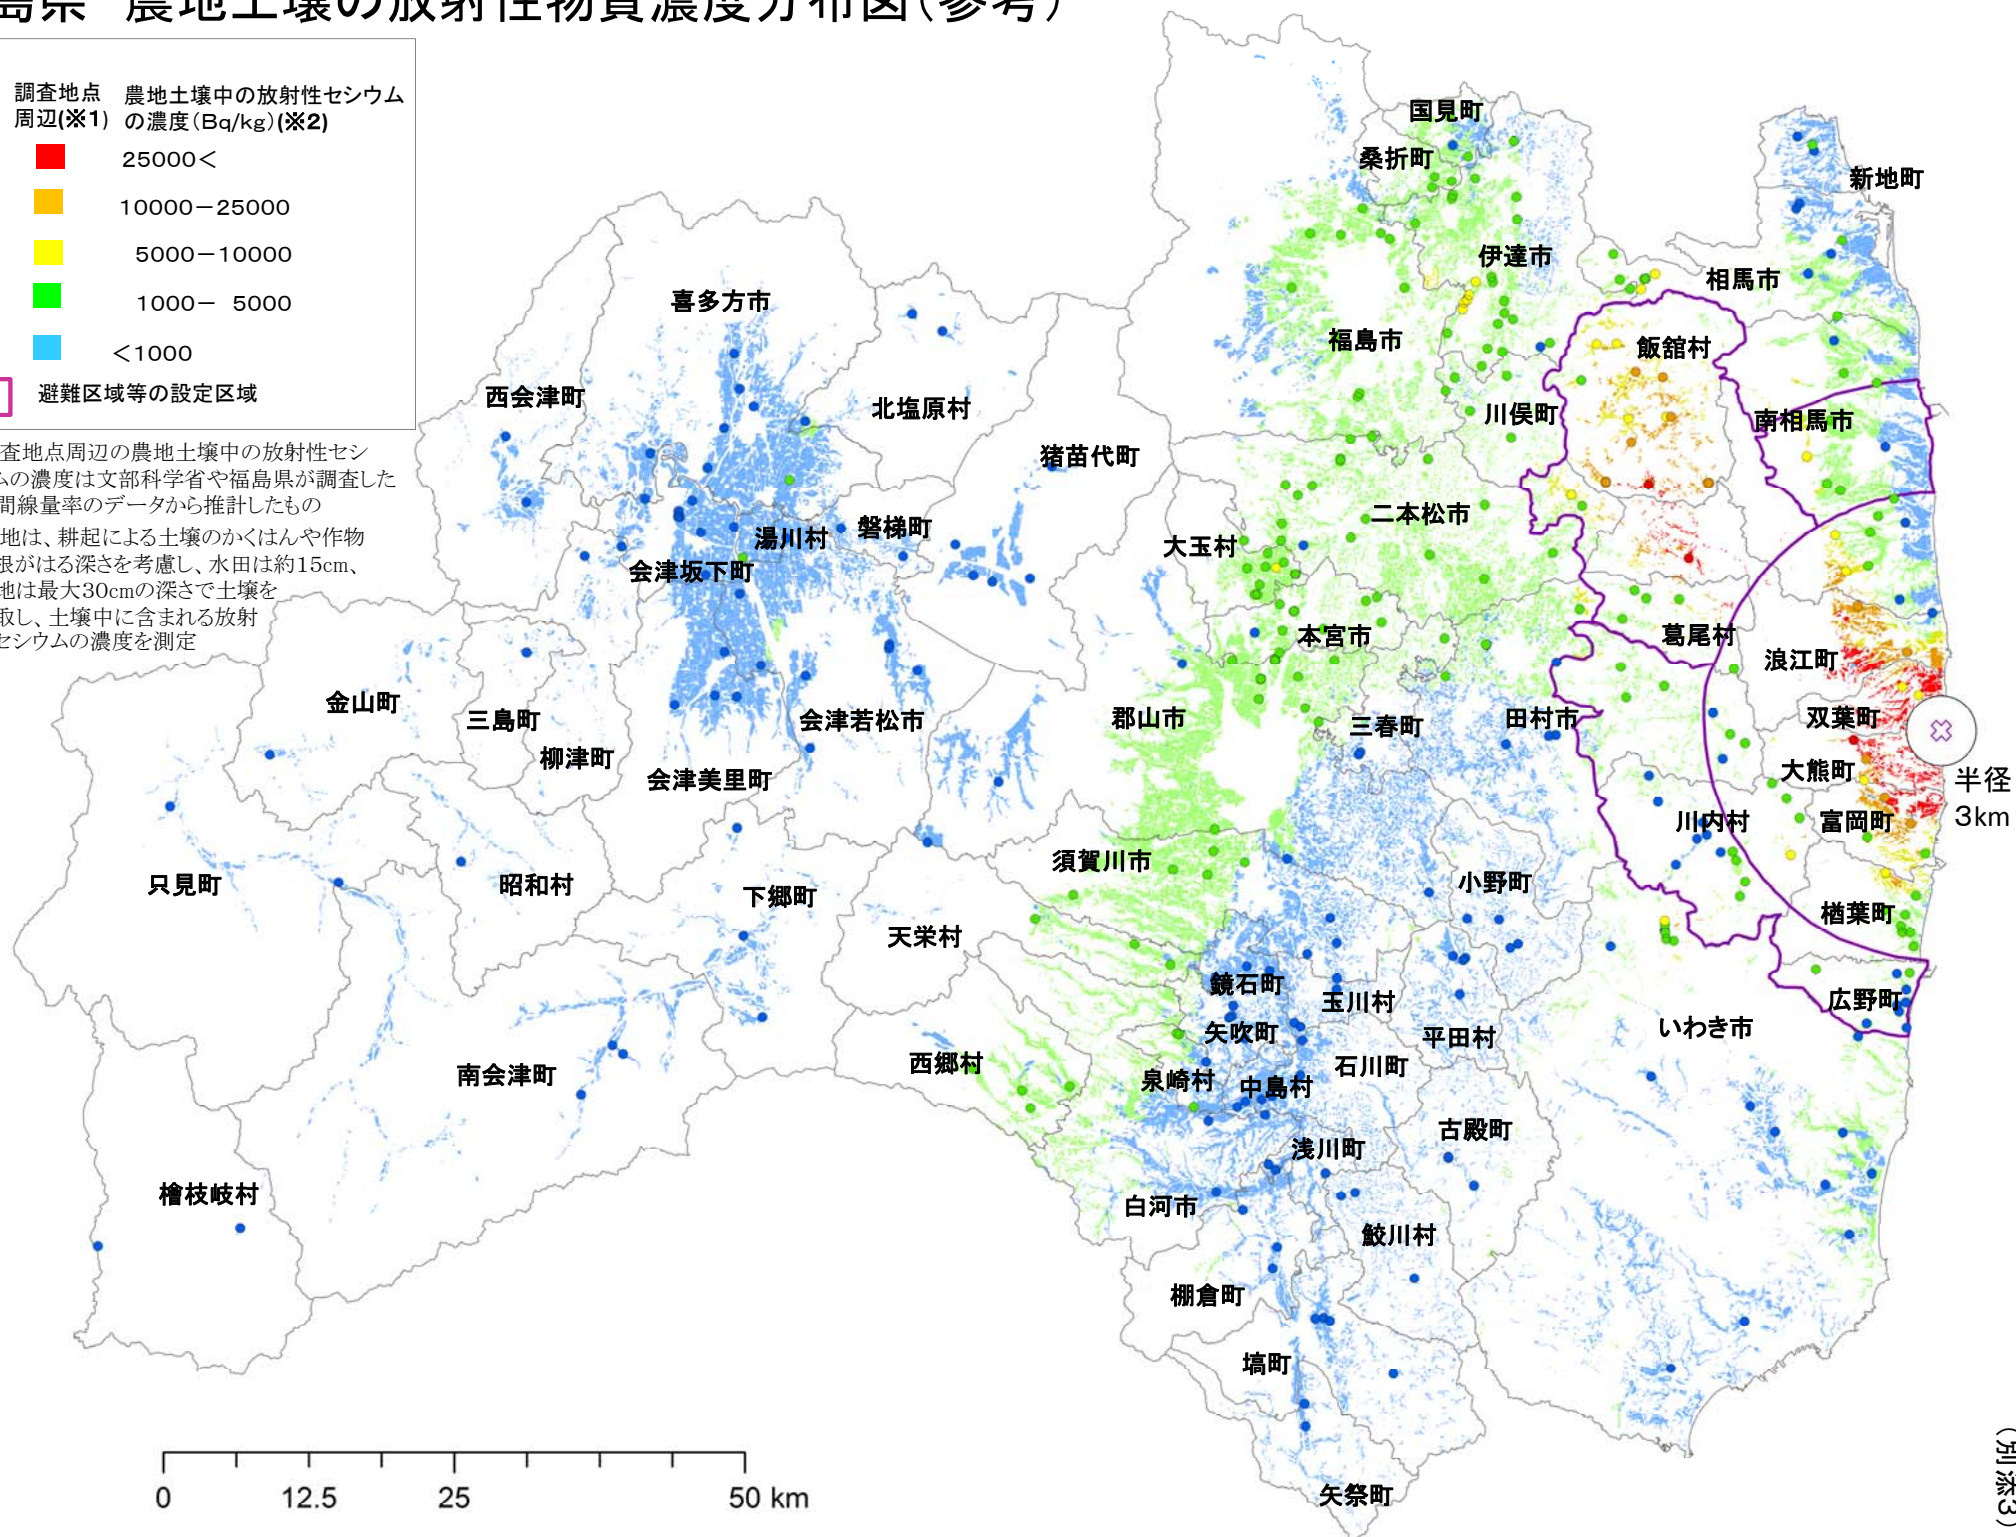 島県 農地土壌の放射性物質濃度分布図(参考)
調査地点 農地土壌中の放射性セシウム
周辺(※1) の濃度(Bq/kg)(※2)
25000<
10000-25000
5000-10000
1000- 5000
<1000
避難区域等の設定区域
査地点周辺の農地土壌中の放射性セシ
ムの濃度は文部科学省や福島県が調査した
間線量率のデータから推計したもの
地は、耕起による土壌のかくはんや作物
根がはる深さを考慮し、水田は約15cm、
地は最大30cmの深さで土壌を
取し、土壌中に含まれる放射
セシウムの濃度を測定
国見町
桑折町
新地町
伊達市
相馬市
喜多方市
福島市
飯舘村
西会津町
北塩原村
川俣町
南相馬市
猪苗代町
二本松市
磐梯町
湯川村
大玉村
会津坂下町
本宮市
葛尾村
浪江町
金山町
三島町
会津若松市
郡山市
三春町
田村市
双葉町
柳津町
会津美里町
大熊町
半径
3km
川内村
富岡町
須賀川市
只見町
昭和村
下郷町
小野町
楢葉町
天栄村
鏡石町
玉川村
広野町
矢吹町
平田村
いわき市
西郷村
石川町
南会津町
泉崎村
中島村
古殿町
浅川町
檜枝岐村
白河市
鮫川村
棚倉町
塙町
矢祭町
0 12.5 25 50 km
(別添3)